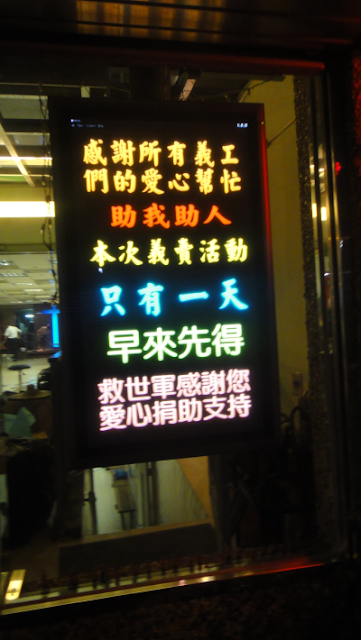 感謝所有義工
們的愛心幫忙
助我助人
本次義賣活動
只有一天
早來先得
救世軍感謝您
愛心捐助支持